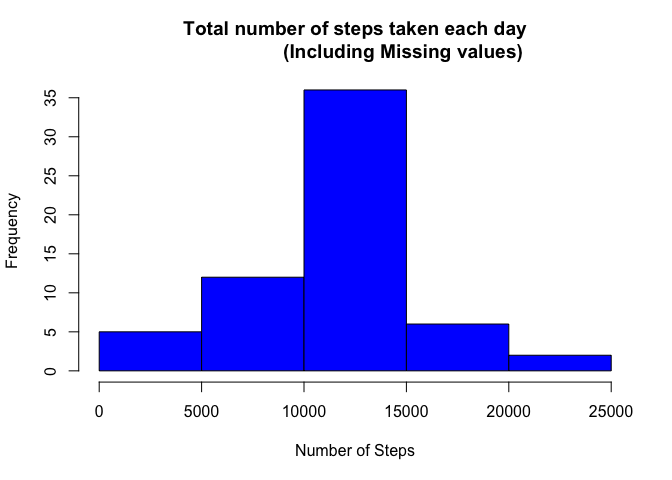 Total number of steps taken each day
(Including Missing values)
Frequency
35
30
25
20
15
10
5
0
0 5000 10000 15000 20000 25000
Number of Steps